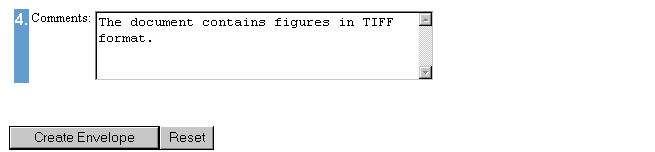 4. Comments: The document contains figures in TIFF
format.
Create Envelope Reset